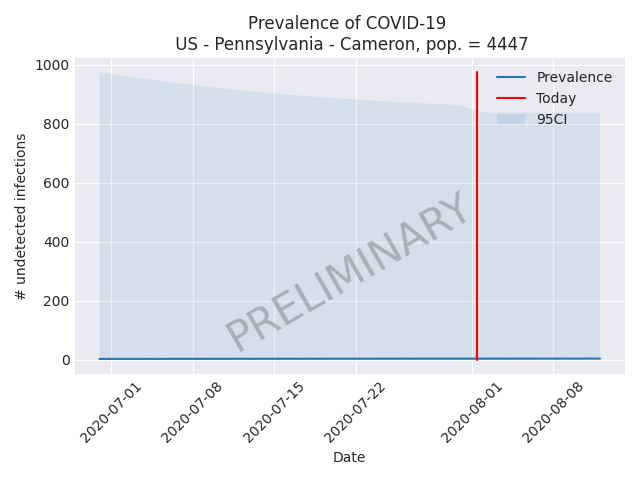 Prevalence of COVID-19
US - Pennsylvania - Cameron, pop. = 4447
1000
800
600
400
200
0
# undetected infections
Prevalence
Today
95CI
PRELIMINARY
2020-07-01
2020-07-08
2020-07-15
2020-07-22
2020-08-01
2020-08-08
Date